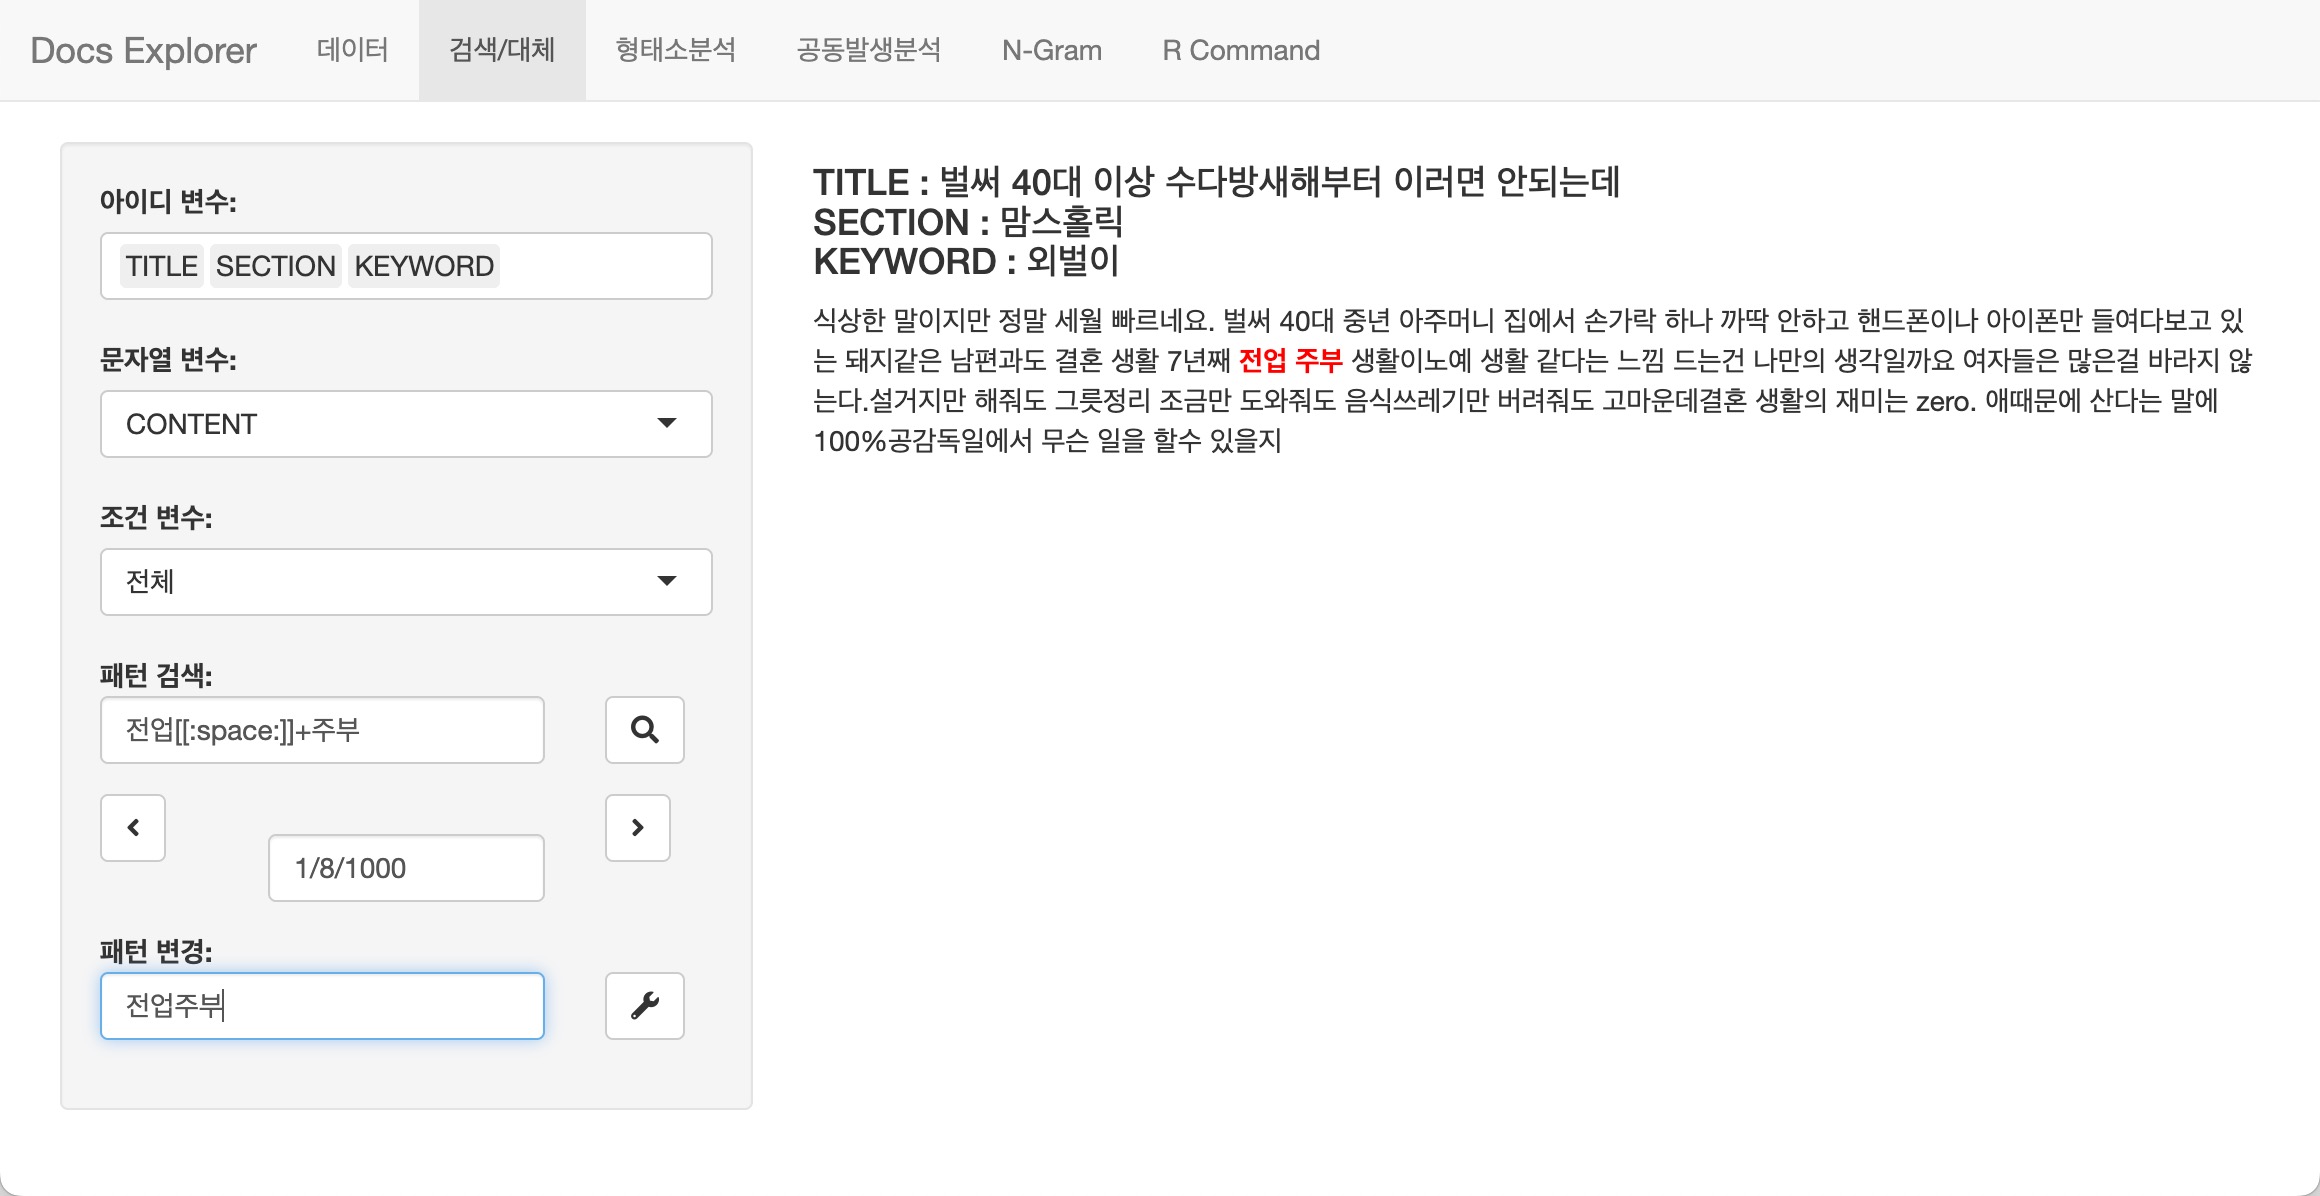 Docs Explorer 데이터 검색/대체 형태소분석 공동발생분석 N-Gram R Command
아이디 변수:
TITLE SECTION KEYWORD
문자열 변수:
CONTENT
조건 변수:
전체
패턴 검색:
전업[[:space:]]+주부
1/8/1000
패턴 변경:
전업주부
TITLE : 벌써 40대 이상 수다방새해부터 이러면 안되는데
SECTION : 맘스홀릭
KEYWORD : 외벌이
식상한 말이지만 정말 세월 빠르네요. 벌써 40대 중년 아주머니 집에서 손가락 하나 까딱 안하고 핸드폰이나 아이폰만 들여다보고 있
는 돼지같은 남편과도 결혼 생활 7년째 전업 주부 생활이노예 생활 같다는 느낌 드는건 나만의 생각일까요 여자들은 많은걸 바라지 않
는다.설거지만 해줘도 그릇정리 조금만 도와줘도 음식쓰레기만 버려줘도 고마운데결혼 생활의 재미는 zero. 애때문에 산다는 말에
100%공감독일에서 무슨 일을 할수 있을지